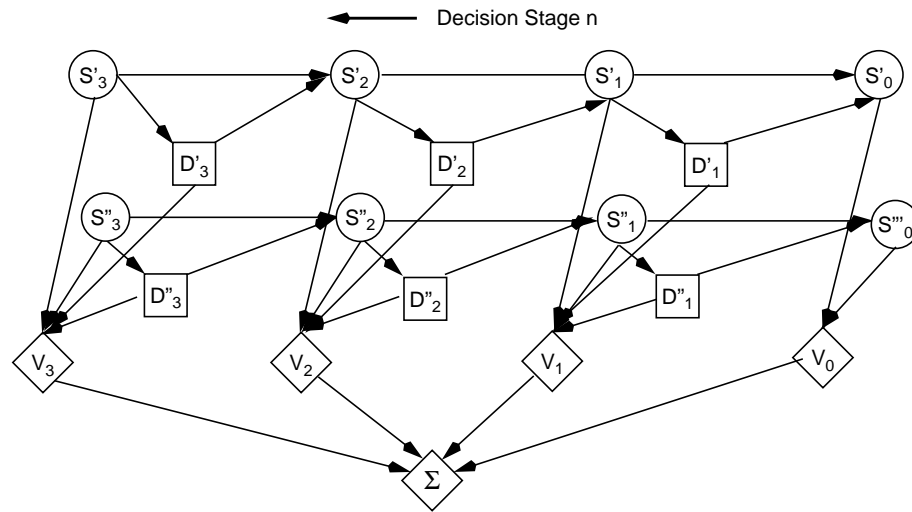 Decision Stage n
S'3 S'2 S'1 S'0
D'3 D'2 D'1
S"3 S"2 S"1 S'"0
D"3 D"2 D"1
V3 V2 V1 V0
Σ